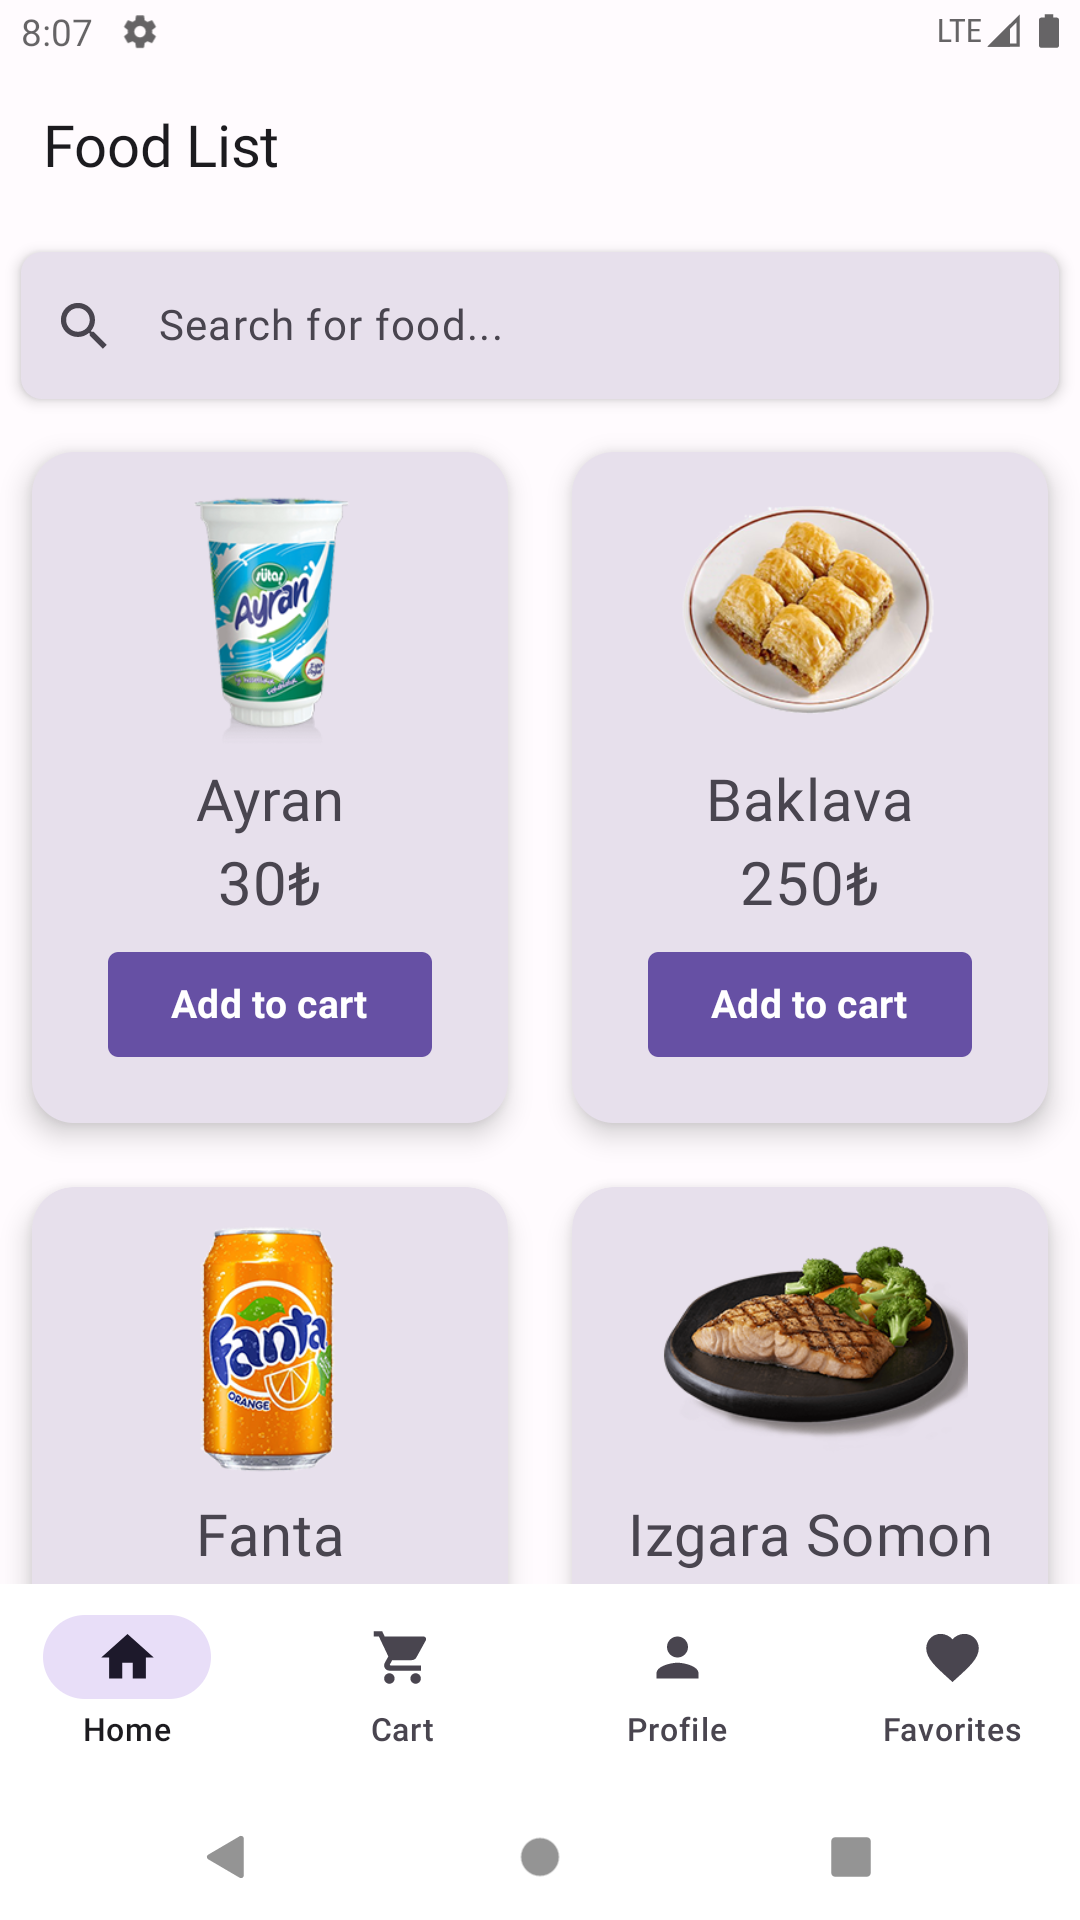 8:07
LTE
Food List
Search for food...
sütaş
Ayran
Ayran
30₺
Add to cart
Baklava
250₺
Add to cart
Fanta
ORANGE
Fanta
Izgara Somon
Home
Cart
Profile
Favorites